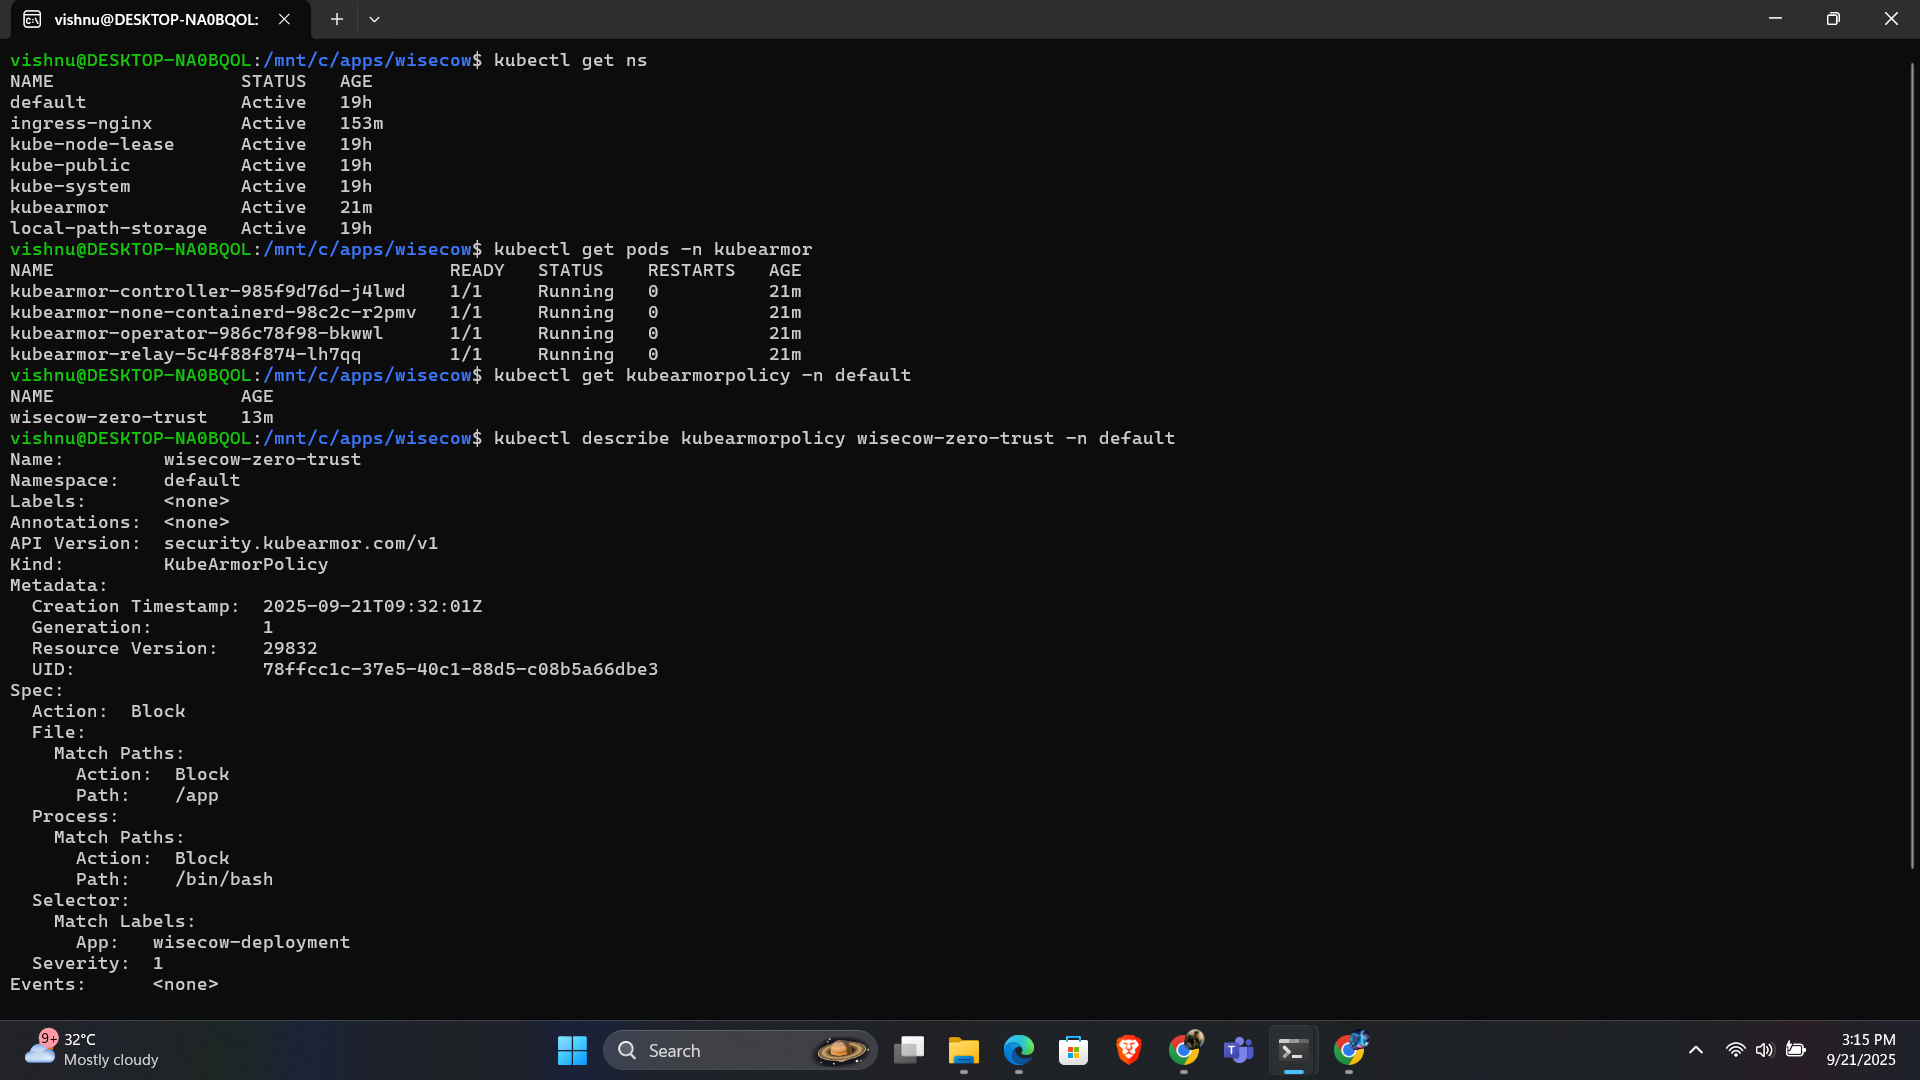 vishnu@DESKTOP-NA0BQOL:
vishnu@DESKTOP-NA0BQOL:/mnt/c/apps/wisecow$ kubectl get ns
NAME STATUS AGE
default Active 19h
ingress-nginx Active 153m
kube-node-lease Active 19h
kube-public Active 19h
kube-system Active 19h
kubearmor Active 21m
local-path-storage Active 19h
vishnu@DESKTOP-NA0BQOL:/mnt/c/apps/wisecow$ kubectl get pods -n kubearmor
NAME READY STATUS RESTARTS AGE
kubearmor-controller-985f9d76d-j4lwd 1/1 Running 0 21m
kubearmor-none-containerd-98c2c-r2pmv 1/1 Running 0 21m
kubearmor-operator-986c78f98-bkwwl 1/1 Running 0 21m
kubearmor-relay-5c4f88f874-lh7qq 1/1 Running 0 21m
vishnu@DESKTOP-NA0BQOL:/mnt/c/apps/wisecow$ kubectl get kubearmorpolicy -n default
NAME AGE
wisecow-zero-trust 13m
vishnu@DESKTOP-NA0BQOL:/mnt/c/apps/wisecow$ kubectl describe kubearmorpolicy wisecow-zero-trust -n default
Name: wisecow-zero-trust
Namespace: default
Labels: <none>
Annotations: <none>
API Version: security.kubearmor.com/v1
Kind: KubeArmorPolicy
Metadata:
Creation Timestamp: 2025-09-21T09:32:01Z
Generation: 1
Resource Version: 29832
UID: 78ffcc1c-37e5-40c1-88d5-c08b5a66dbe3
Spec:
Action: Block
File:
Match Paths:
Action: Block
Path: /app
Process:
Match Paths:
Action: Block
Path: /bin/bash
Selector:
Match Labels:
App: wisecow-deployment
Severity: 1
Events: <none>
9+
32°C
Mostly cloudy
Search
3:15 PM
9/21/2025